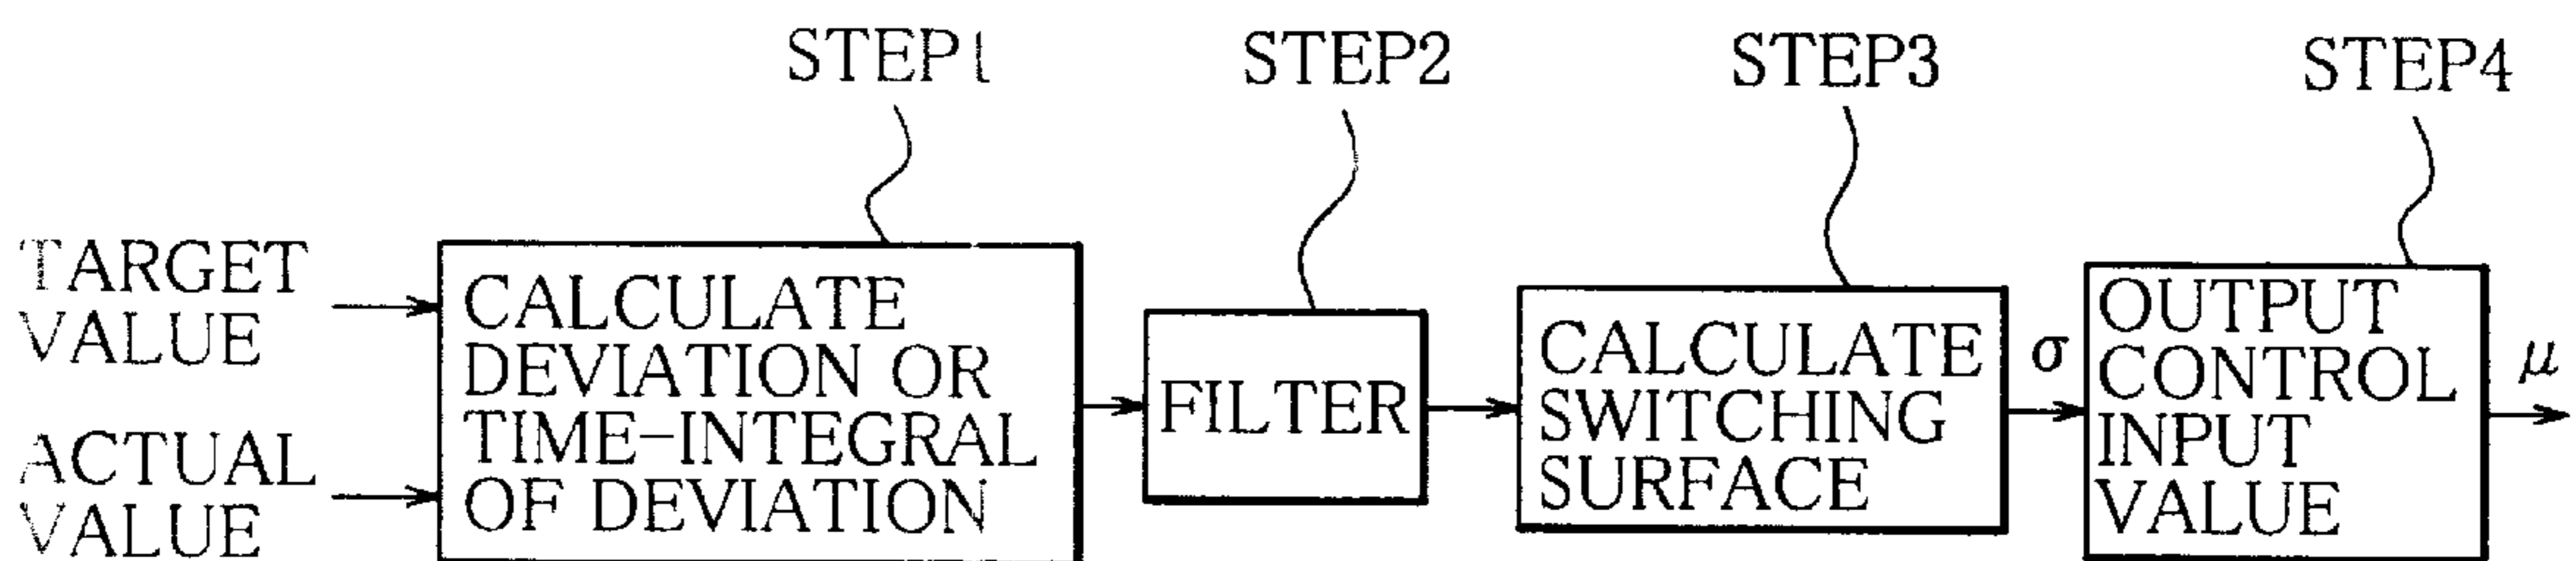 STEP1
STEP2
STEP3
STEP4
TARGET
VALUE
ACTUAL
VALUE
CALCULATE
DEVIATION OR
TIME-INTEGRAL
OF DEVIATION
FILTER
CALCULATE
SWITCHING
SURFACE
σ
OUTPUT
CONTROL
INPUT
VALUE
μ